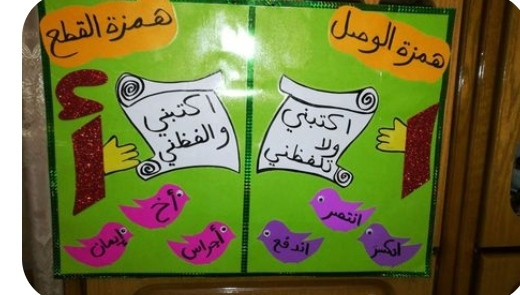 همزة الوصل
ا
اكتبني
ولا
تلفظني
انتصر
انكسر
اندفع
همزة القطع
أ
اكتبني
والفظني
أخ
أجراس
إيمان